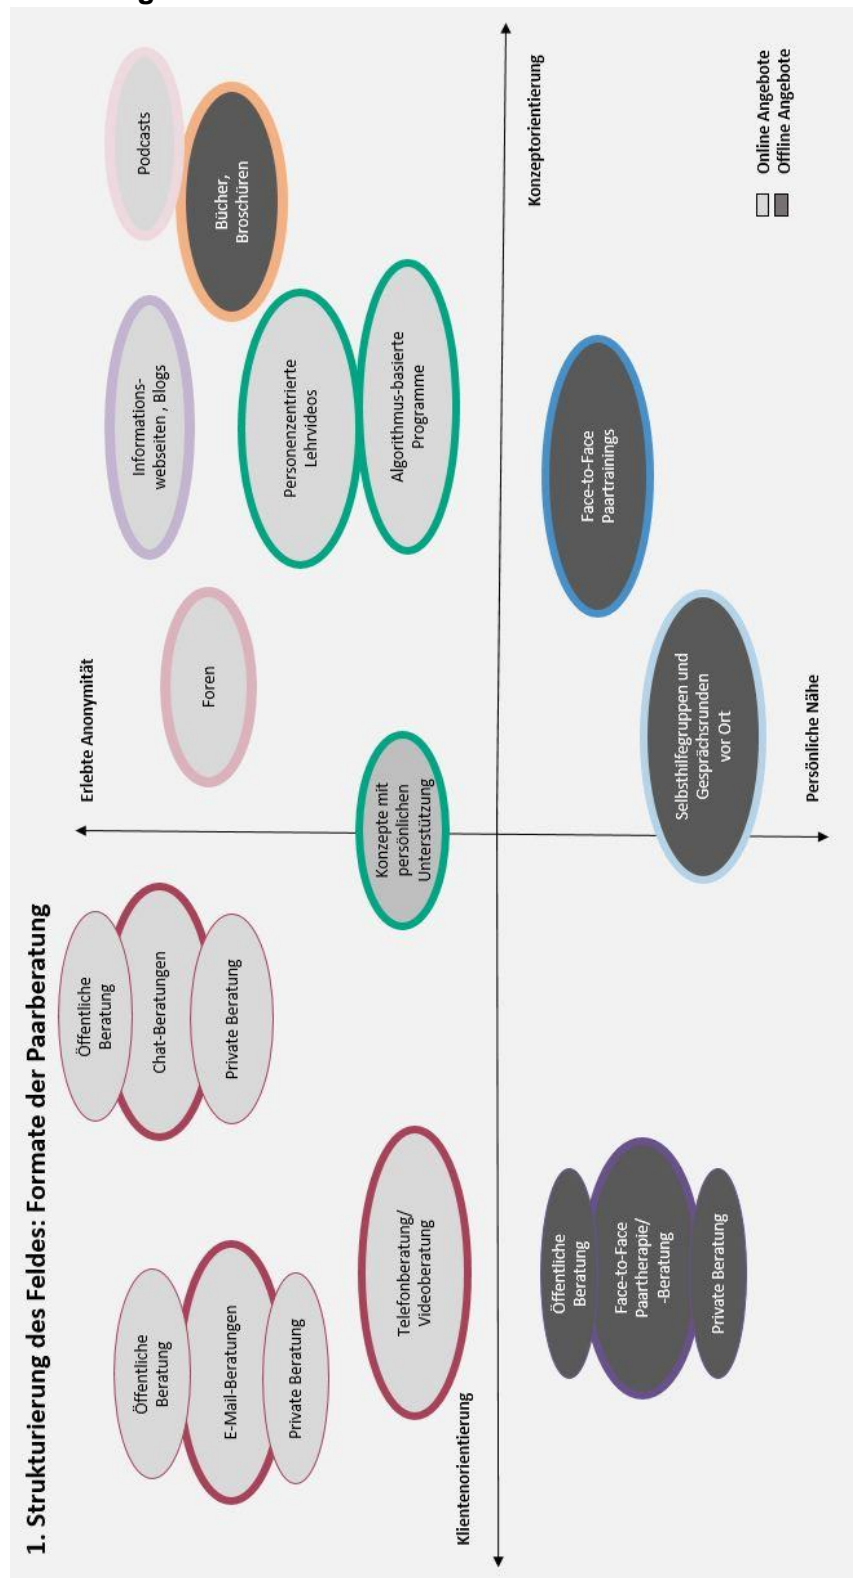 1. Strukturierung des Feldes: Formate der Paarberatung
Erlebte Anonymität
Öffentliche
Beratung
Chat-Beratungen
Private Beratung
Öffentliche
Beratung
E-Mail-Beratungen
Private Beratung
Telefonberatung/
Videoberatung
Foren
Informations-
webseiten , Blogs
Podcasts
Bücher,
Broschüren
Personenzentrierte
Lehrvideos
Algorithmus-basierte
Programme
Konzepte mit
persönlichen
Unterstützung
Klientenorientierung
Konzeptorientierung
Öffentliche
Beratung
Face-to-Face
Paartherapie/
-Beratung
Private Beratung
Face-to-Face
Paartrainings
Selbsthilfegruppen und
Gesprächsrunden
vor Ort
Persönliche Nähe
Online Angebote
Offline Angebote